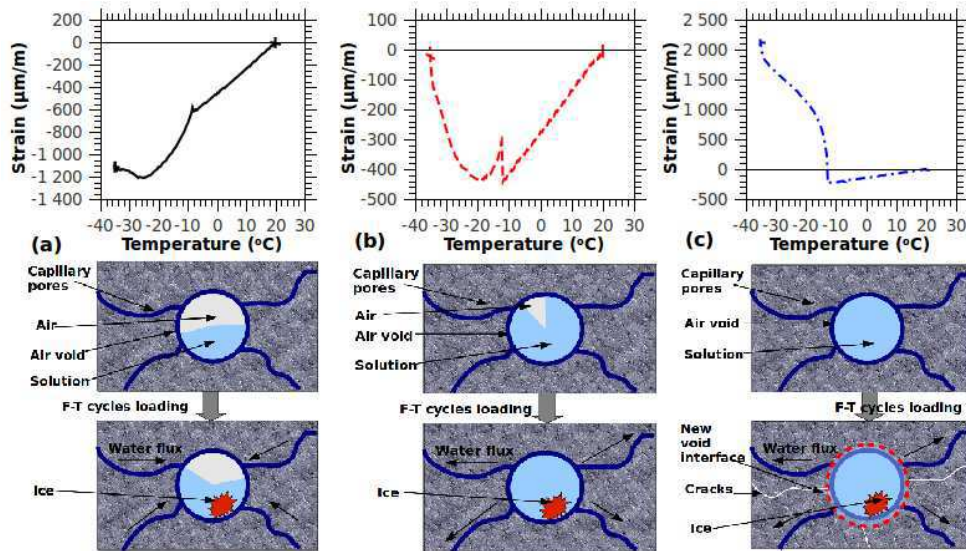 200
0
-200
-400
-600
-800
-1 000
-1 200
-1 400
Strain (µm/m)
-40 -30 -20 -10 0 10 20 30
Temperature (ºC)
(a)
100
0
-100
-200
-300
-400
-500
Strain (µm/m)
-40 -30 -20 -10 0 10 20 30
Temperature (ºC)
(b)
2 500
2 000
1 500
1 000
500
0
-500
Strain (µm/m)
-40 -30 -20 -10 0 10 20 30
Temperature (ºC)
(c)
Capillary
pores
Air
Air void
Solution
F-T cycles loading
Water flux
Ice
Capillary
pores
Air
Air void
Solution
F-T cycles loading
Water flux
Ice
Capillary
pores
Air void
Solution
F-T cycles loading
New
void
interface
Water flux
Cracks
Ice